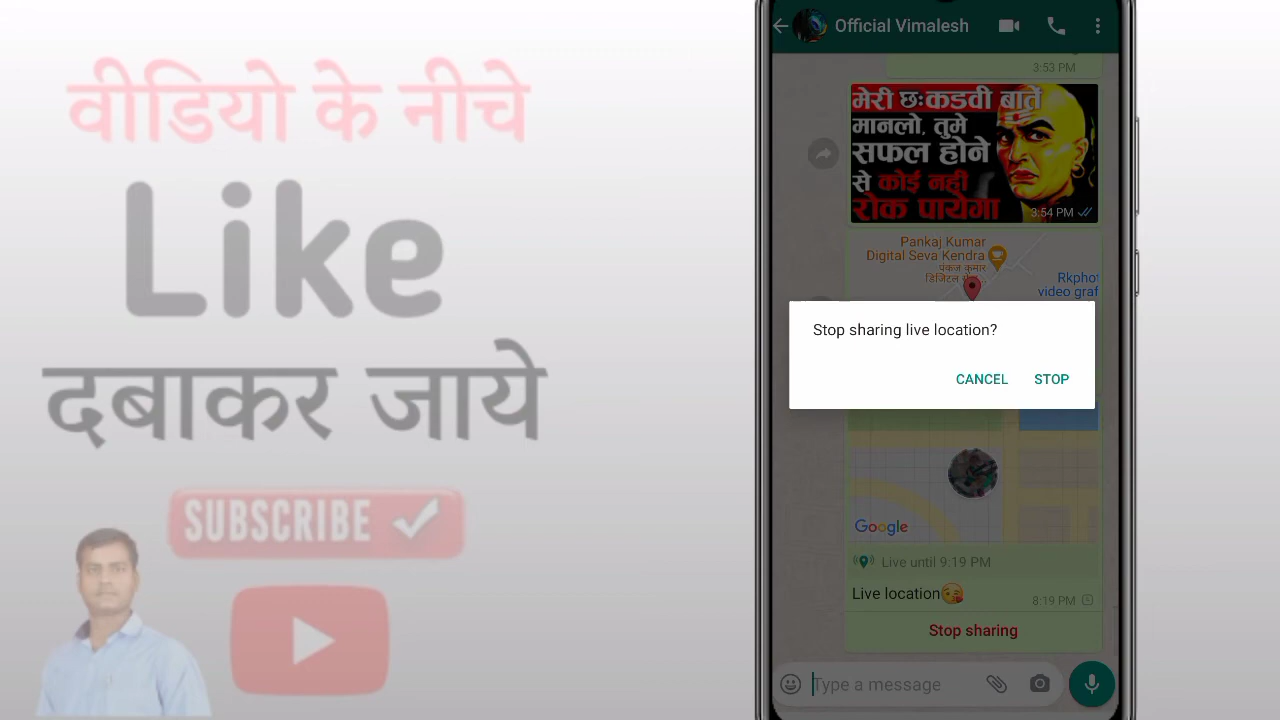 वीडियो के नीचे
Like
दबाकर जाये
SUBSCRIBE
Official Vimalesh
3:53 PM
मेरी छःकडवी बातें
मानलो, तुमे
सफल होने
से कोई नहीं
रोक पायेगा
3:54 PM
Pankaj Kumar
Digital Seva Kendra
पंकज कुमार
डिजिटल
Rkphot
video graf
Stop sharing live location?
CANCEL STOP
Google
Live until 9:19 PM
Live location😘
8:19 PM
Stop sharing
Type a message